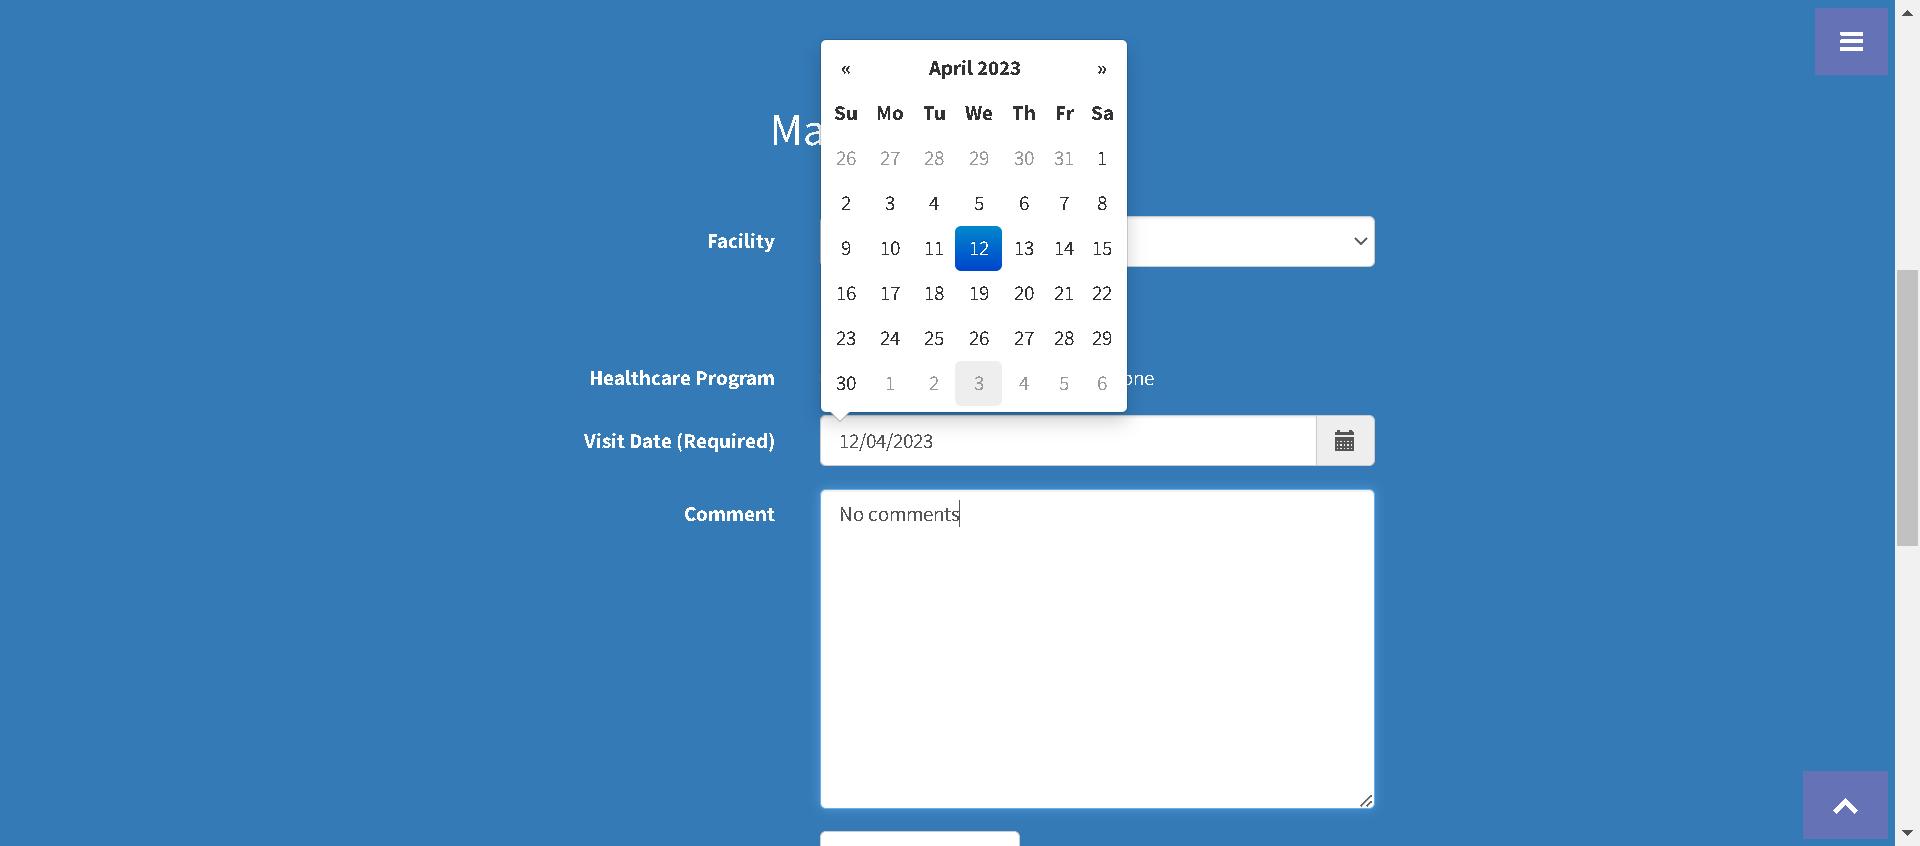 « April 2023 »
Su Mo Tu We Th Fr Sa
26 27 28 29 30 31 1
2 3 4 5 6 7 8
9 10 11 12 13 14 15
16 17 18 19 20 21 22
23 24 25 26 27 28 29
30 1 2 3 4 5 6
Ma
Facility
Healthcare Program one
Visit Date (Required) 12/04/2023
Comment No comments